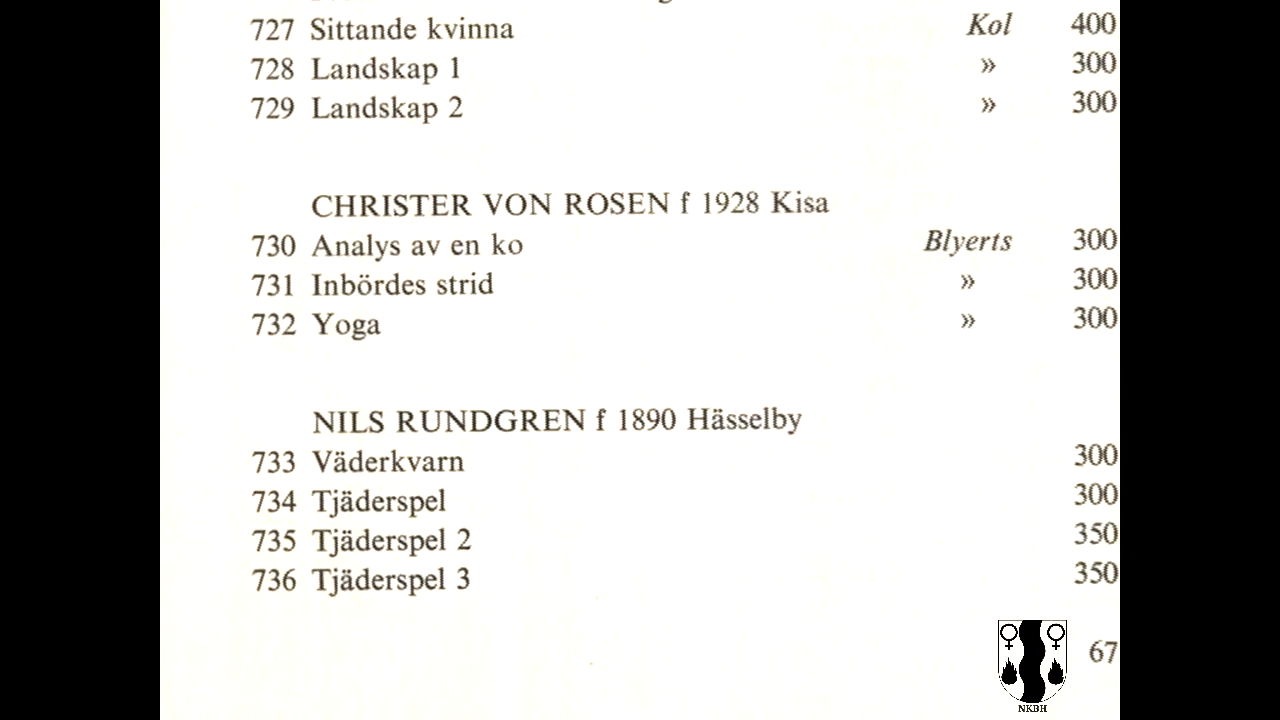 727 Sittande kvinna Kol 400
728 Landskap 1 » 300
729 Landskap 2 » 300
CHRISTER VON ROSEN f 1928 Kisa
730 Analys av en ko Blyerts 300
731 Inbördes strid » 300
732 Yoga » 300
NILS RUNDGREN f 1890 Hässelby
733 Väderkvarn 300
734 Tjäderspel 300
735 Tjäderspel 2 350
736 Tjäderspel 3 350
67
NKBH